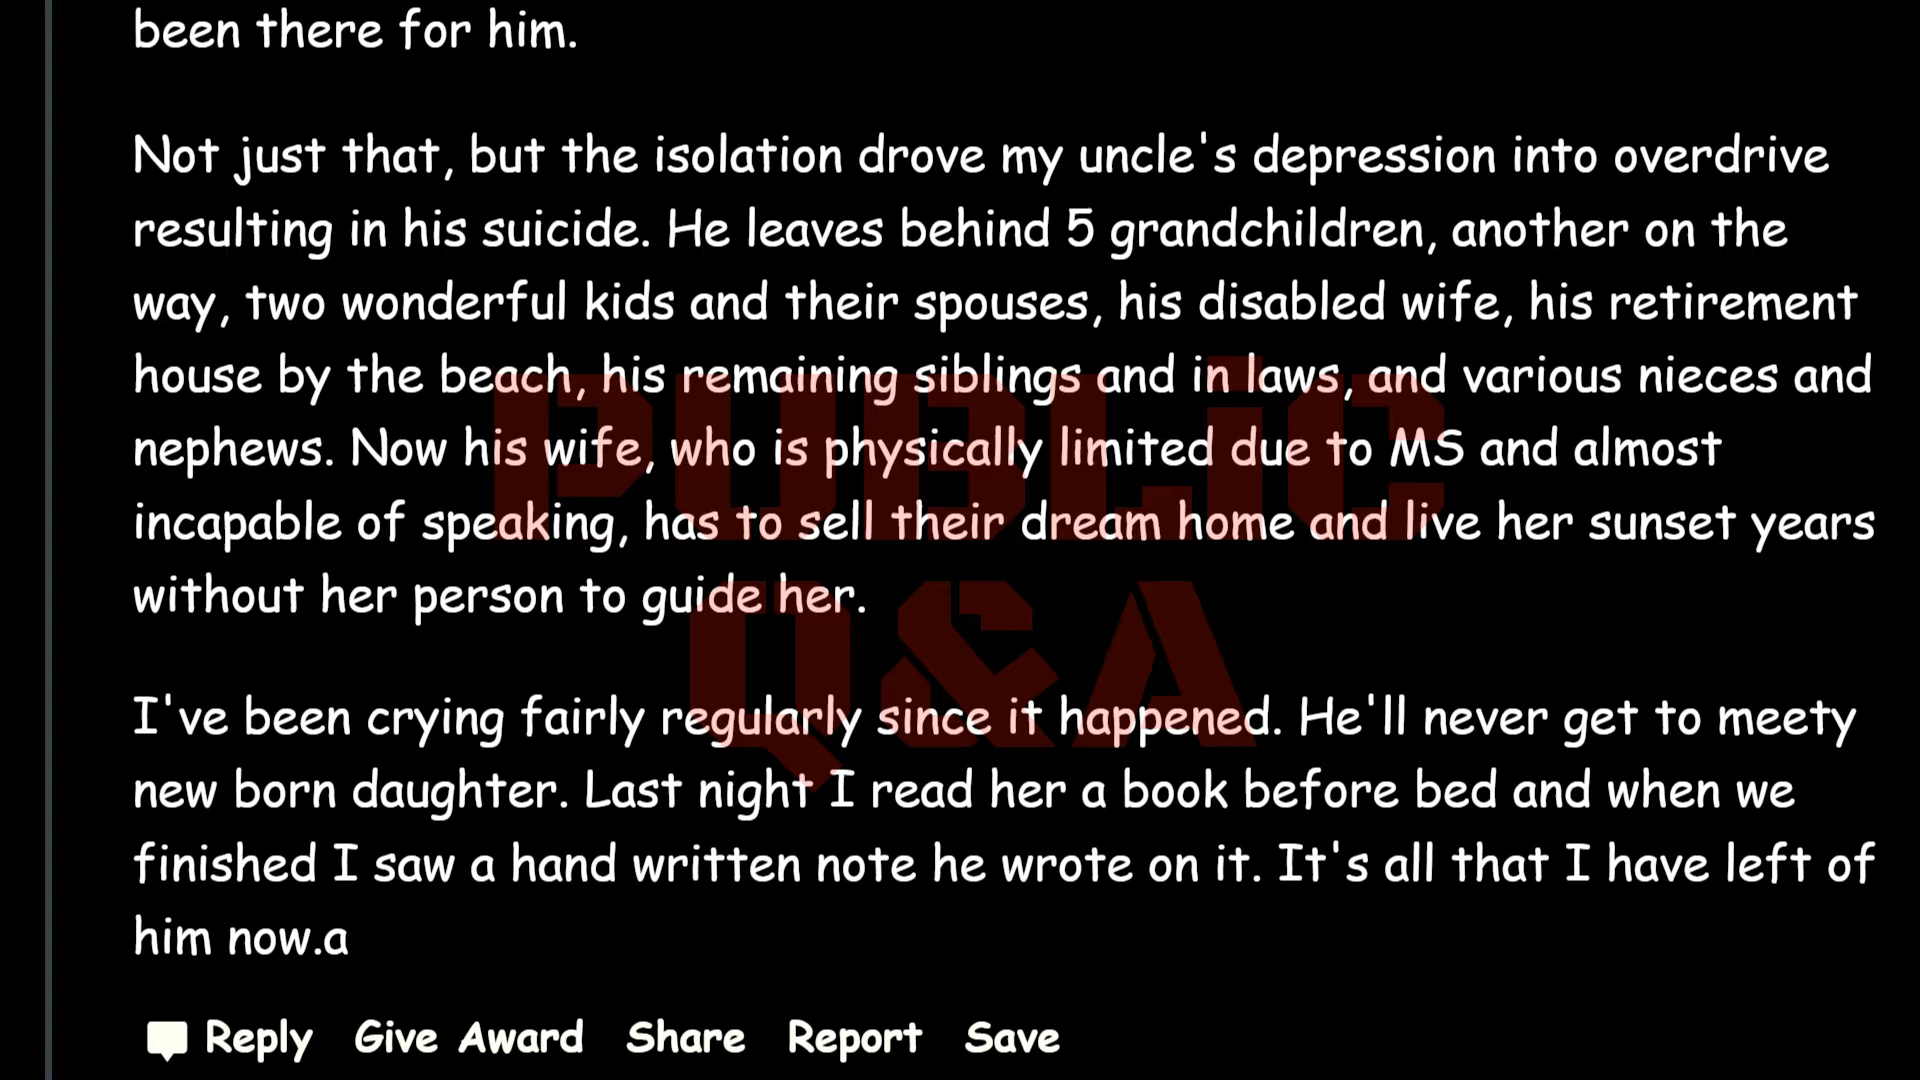 been there for him.
Not just that, but the isolation drove my uncle's depression into overdrive
resulting in his suicide. He leaves behind 5 grandchildren, another on the
way, two wonderful kids and their spouses, his disabled wife, his retirement
house by the beach, his remaining siblings and in laws, and various nieces and
nephews. Now his wife, who is physically limited due to MS and almost
incapable of speaking, has to sell their dream home and live her sunset years
without her person to guide her.
I've been crying fairly regularly since it happened. He'll never get to meety
new born daughter. Last night I read her a book before bed and when we
finished I saw a hand written note he wrote on it. It's all that I have left of
him now.a
Reply Give Award Share Report Save
PUBLiC
Q&A